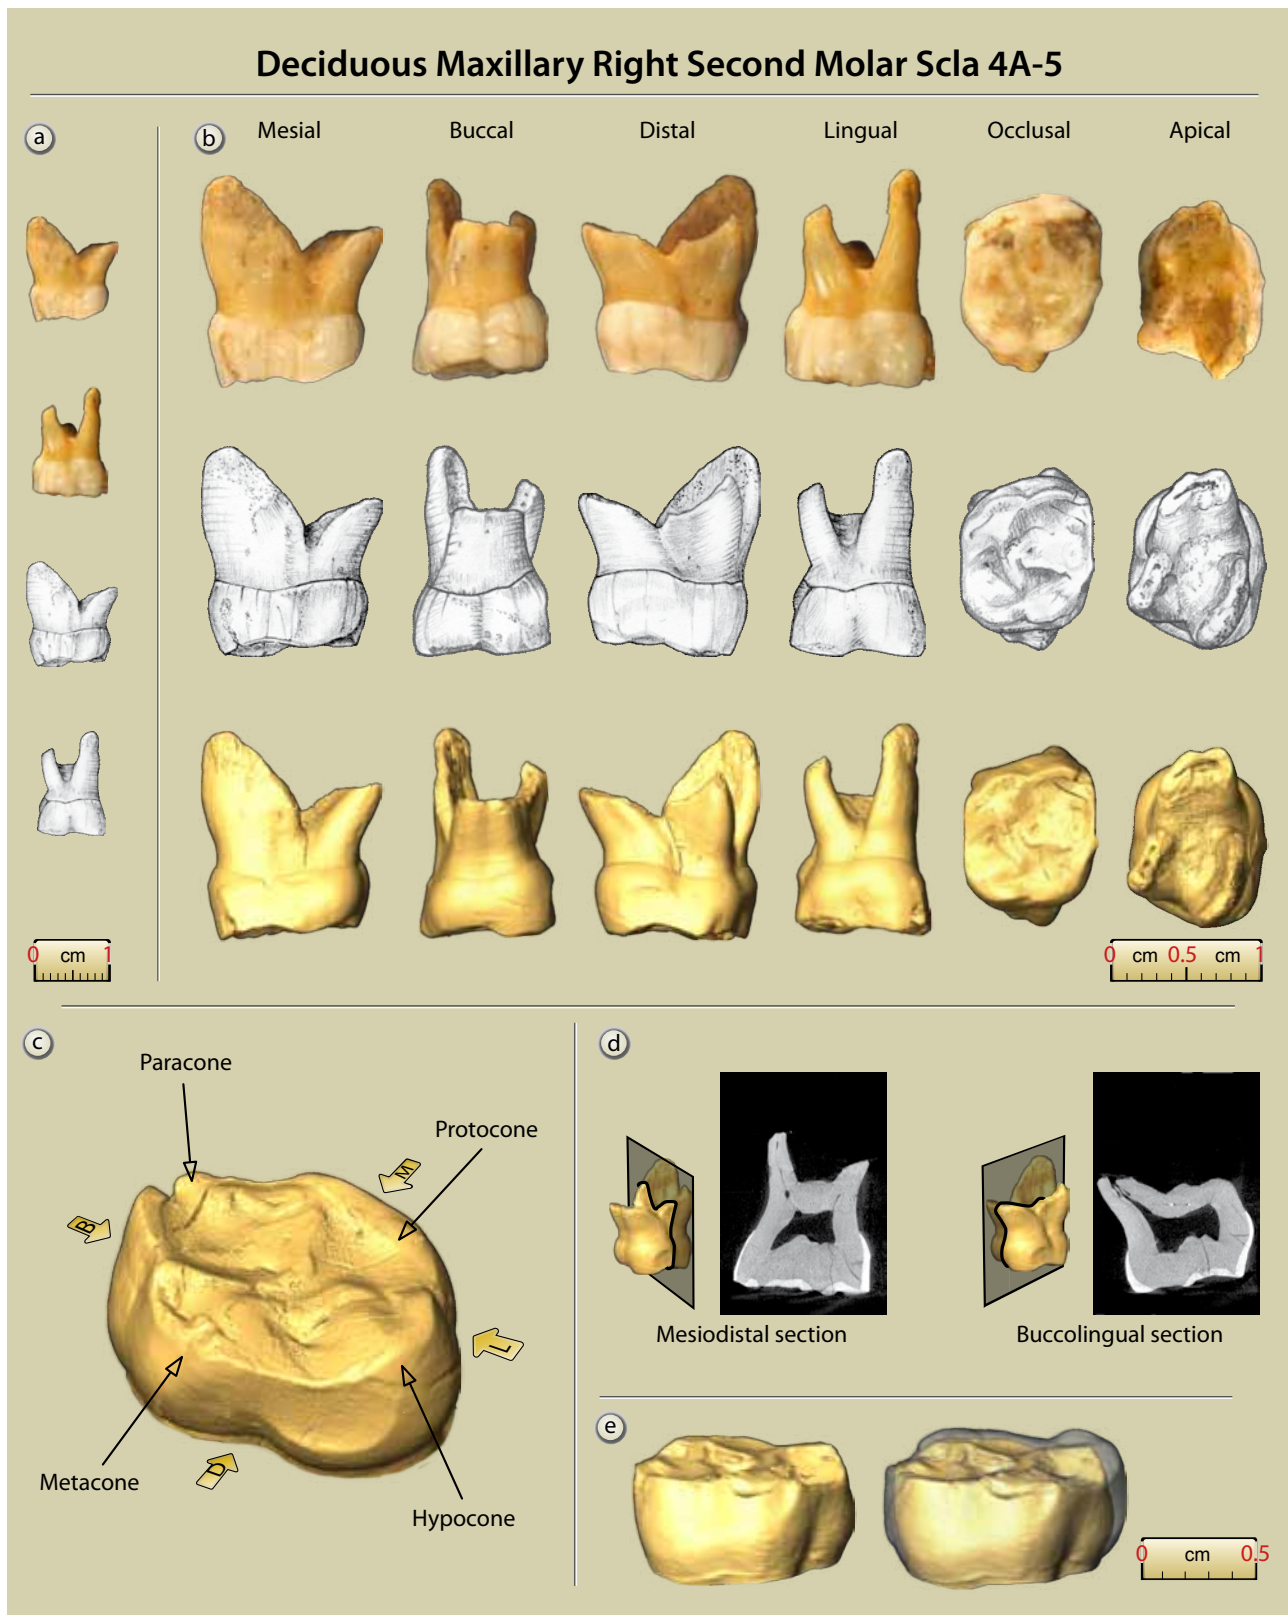 Deciduous Maxillary Right Second Molar Scla 4A-5
a
b
Mesial Buccal Distal Lingual Occlusal Apical
0 cm 1
0 cm 0.5 cm 1
c
Paracone
Protocone
M
B
L
D
Metacone
Hypocone
d
Mesiodistal section
Buccolingual section
e
0 cm 0.5